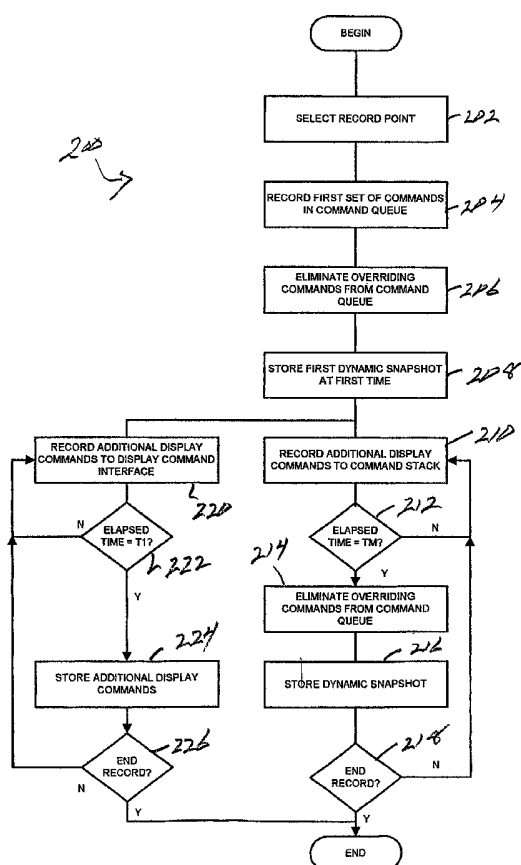 BEGIN
200
SELECT RECORD POINT
202
RECORD FIRST SET OF COMMANDS
IN COMMAND QUEUE
204
ELIMINATE OVERRIDING
COMMANDS FROM COMMAND
QUEUE
206
STORE FIRST DYNAMIC SNAPSHOT
AT FIRST TIME
208
RECORD ADDITIONAL DISPLAY
COMMANDS TO DISPLAY COMMAND
INTERFACE
220
RECORD ADDITIONAL DISPLAY
COMMANDS TO COMMAND STACK
210
N
ELAPSED
TIME = T1?
222
Y
ELAPSED
TIME = TM?
212
N
Y
214
ELIMINATE OVERRIDING
COMMANDS FROM COMMAND
QUEUE
224
STORE ADDITIONAL DISPLAY
COMMANDS
216
STORE DYNAMIC SNAPSHOT
226
END
RECORD?
N
Y
218
END
RECORD?
N
Y
END